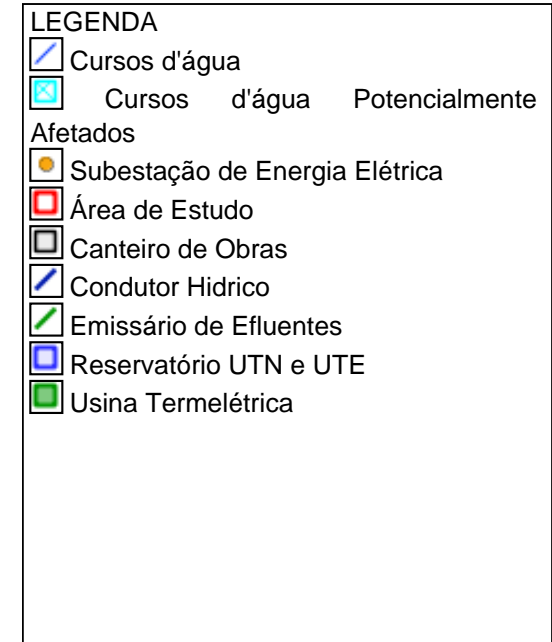 LEGENDA
Cursos d'água
Cursos d'água Potencialmente
Afetados
Subestação de Energia Elétrica
Área de Estudo
Canteiro de Obras
Condutor Hidrico
Emissário de Efluentes
Reservatório UTN e UTE
Usina Termelétrica